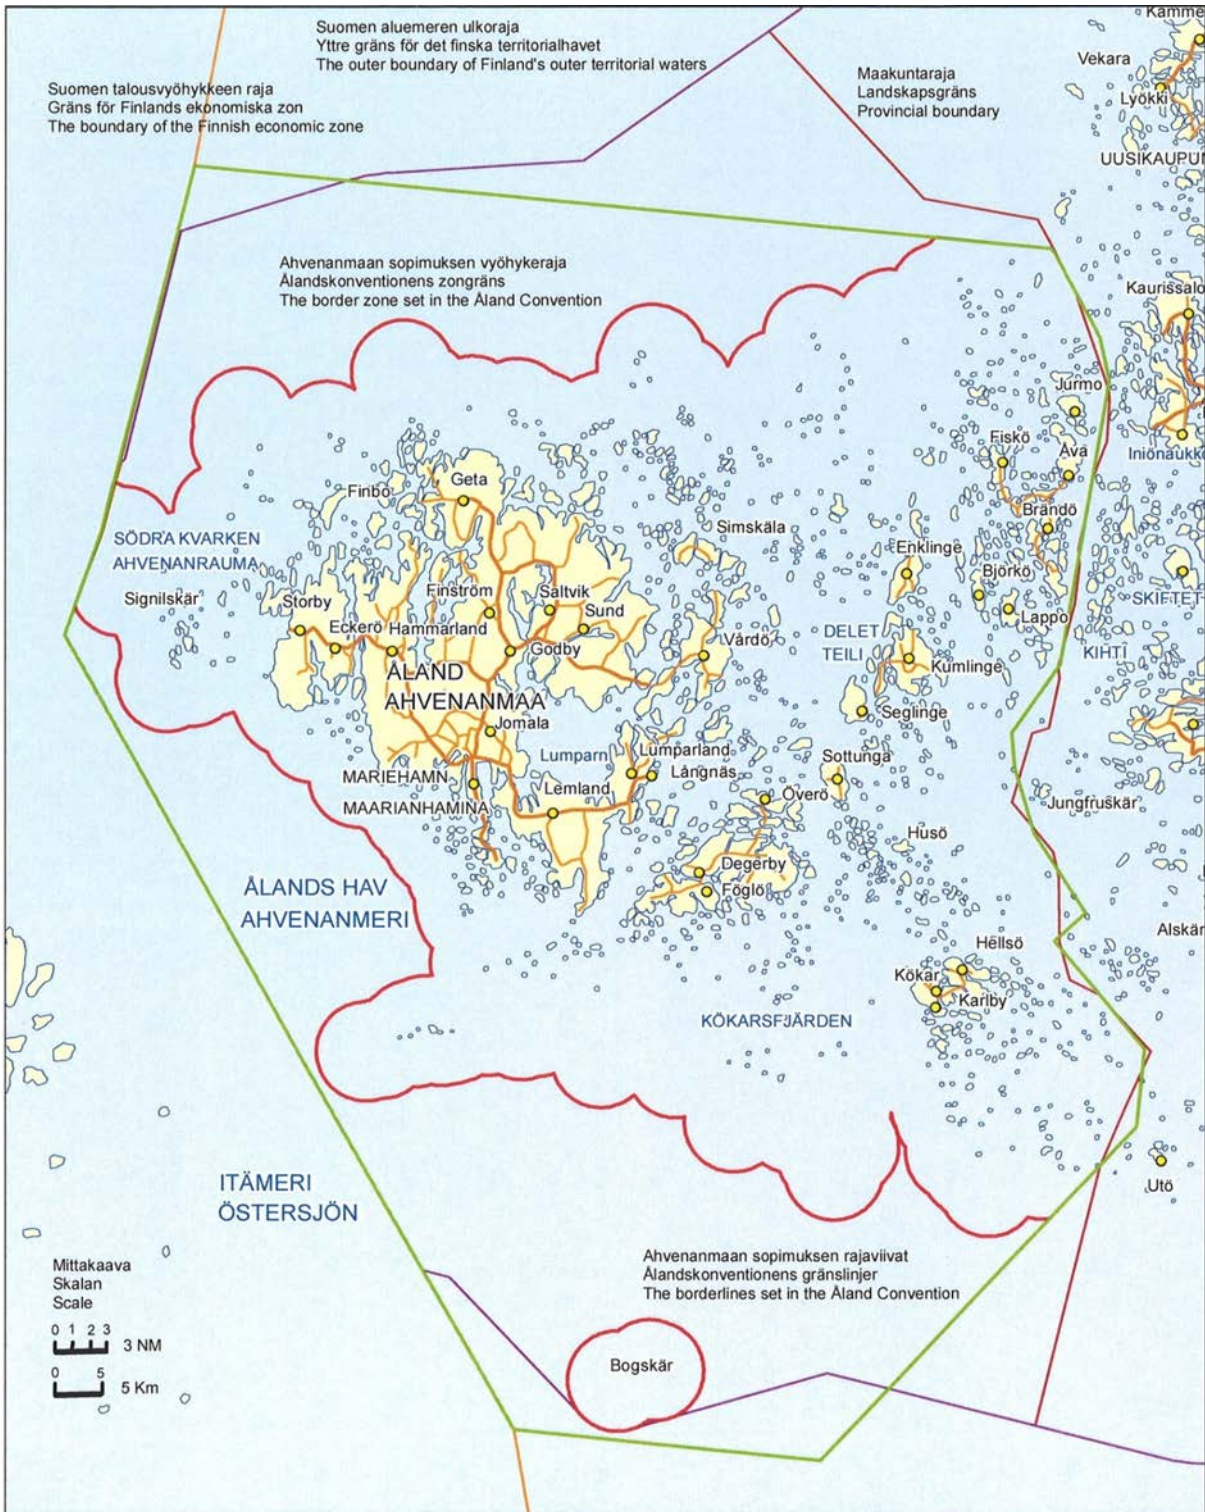 Suomen aluemeren ulkoraja
Yttre gräns för det finska territorialhavet
The outer boundary of Finland's outer territorial waters
Suomen talousvyöhykkeen raja
Gräns för Finlands ekonomiska zon
The boundary of the Finnish economic zone
Maakuntaraja
Landskapsgräns
Provincial boundary
Kamme
Vekara
Lyökki
UUSIKAUPUN
Ahvenanmaan sopimuksen vyöhykeraja
Ålandskonventionens zongräns
The border zone set in the Åland Convention
Kaurissalo
Jurmo
Fiskö
Åva
Iniönaukko
Geta
Finbo
Brändö
Simskäla
SÖDRA KVARKEN
AHVENANRAUMA
Enklinge
Björkö
Signilskär
Storby
Finström
Saltvik
Sund
SKIFTET
Lappo
Eckerö
Hammarland
Godby
Vårdö
DELET
TEILI
KIHTI
Kumlinge
ÅLAND
AHVENANMAA
Seglinge
Jomala
Lumparn
Lumparland
Långnäs
Sottunga
MARIEHAMN
MAARIANHAMINA
Lemland
Överö
Jungfruskär
Husö
Degerby
Föglö
ÅLANDS HAV
AHVENANMERI
Alskär
Hellsö
Kökar
Karlby
KÖKARSFJÄRDEN
ITÄMERI
ÖSTERSJÖN
Utö
Ahvenanmaan sopimuksen rajaviivat
Ålandskonventionens gränslinjer
The borderlines set in the Åland Convention
Mittakaava
Skalan
Scale
0 1 2 3
3 NM
0 5
5 Km
Bogskär